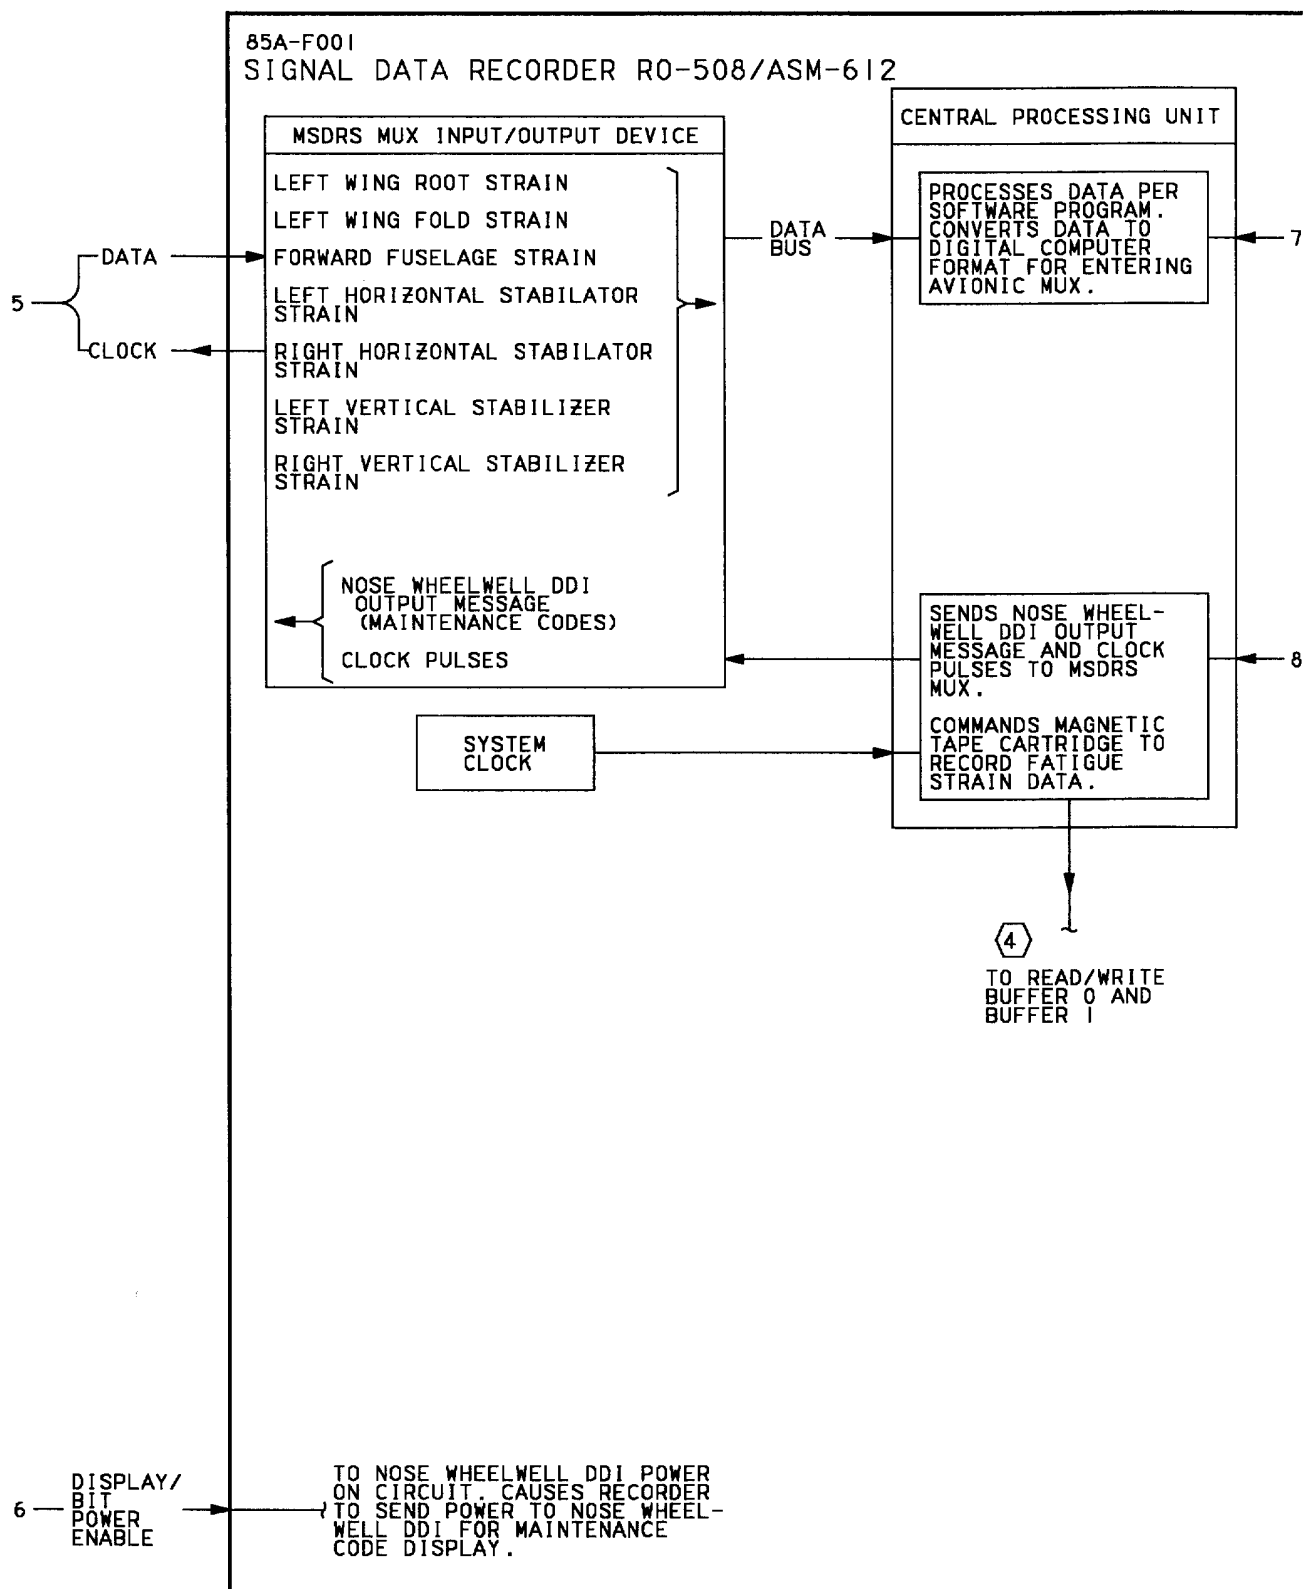 85A-F001
SIGNAL DATA RECORDER RO-508/ASM-612
MSDRS MUX INPUT/OUTPUT DEVICE
LEFT WING ROOT STRAIN
LEFT WING FOLD STRAIN
FORWARD FUSELAGE STRAIN
LEFT HORIZONTAL STABILATOR
STRAIN
RIGHT HORIZONTAL STABILATOR
STRAIN
LEFT VERTICAL STABILIZER
STRAIN
RIGHT VERTICAL STABILIZER
STRAIN
NOSE WHEELWELL DDI
OUTPUT MESSAGE
(MAINTENANCE CODES)
CLOCK PULSES
5
DATA
CLOCK
DATA
BUS
CENTRAL PROCESSING UNIT
PROCESSES DATA PER
SOFTWARE PROGRAM.
CONVERTS DATA TO
DIGITAL COMPUTER
FORMAT FOR ENTERING
AVIONIC MUX.
7
SENDS NOSE WHEEL-
WELL DDI OUTPUT
MESSAGE AND CLOCK
PULSES TO MSDRS
MUX.
COMMANDS MAGNETIC
TAPE CARTRIDGE TO
RECORD FATIGUE
STRAIN DATA.
8
SYSTEM
CLOCK
4
TO READ/WRITE
BUFFER 0 AND
BUFFER 1
6
DISPLAY/
BIT
POWER
ENABLE
TO NOSE WHEELWELL DDI POWER
ON CIRCUIT. CAUSES RECORDER
TO SEND POWER TO NOSE WHEEL-
WELL DDI FOR MAINTENANCE
CODE DISPLAY.